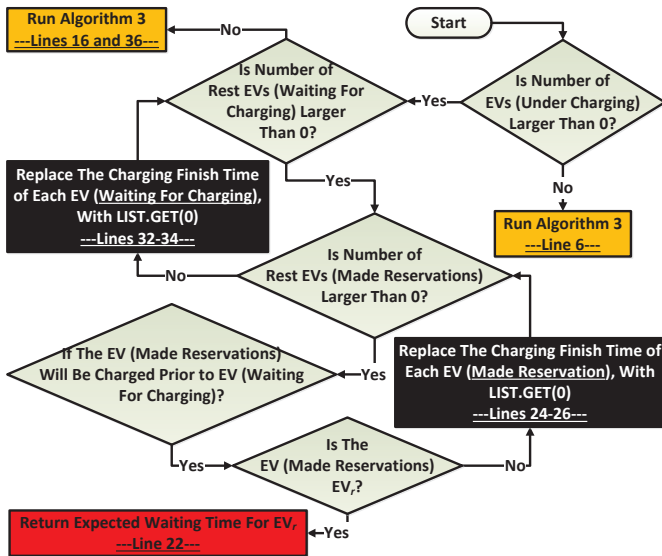 Run Algorithm 3
---Lines 16 and 36---
No
Start
Is Number of
Rest EVs (Waiting For
Charging) Larger
Than 0?
Yes
Is Number of
EVs (Under Charging)
Larger Than 0?
Replace The Charging Finish Time
of Each EV (Waiting For Charging),
With LIST.GET(0)
---Lines 32-34---
Yes
No
Run Algorithm 3
---Line 6---
Is Number of
Rest EVs (Made Reservations)
Larger Than 0?
No
If The EV (Made Reservations)
Will Be Charged Prior to EV (Waiting
For Charging)?
Yes
Replace The Charging Finish Time of
Each EV (Made Reservation), With
LIST.GET(0)
---Lines 24-26---
Yes
Is The
EV (Made Reservations)
EVr?
No
Return Expected Waiting Time For EVr
---Line 22---
Yes